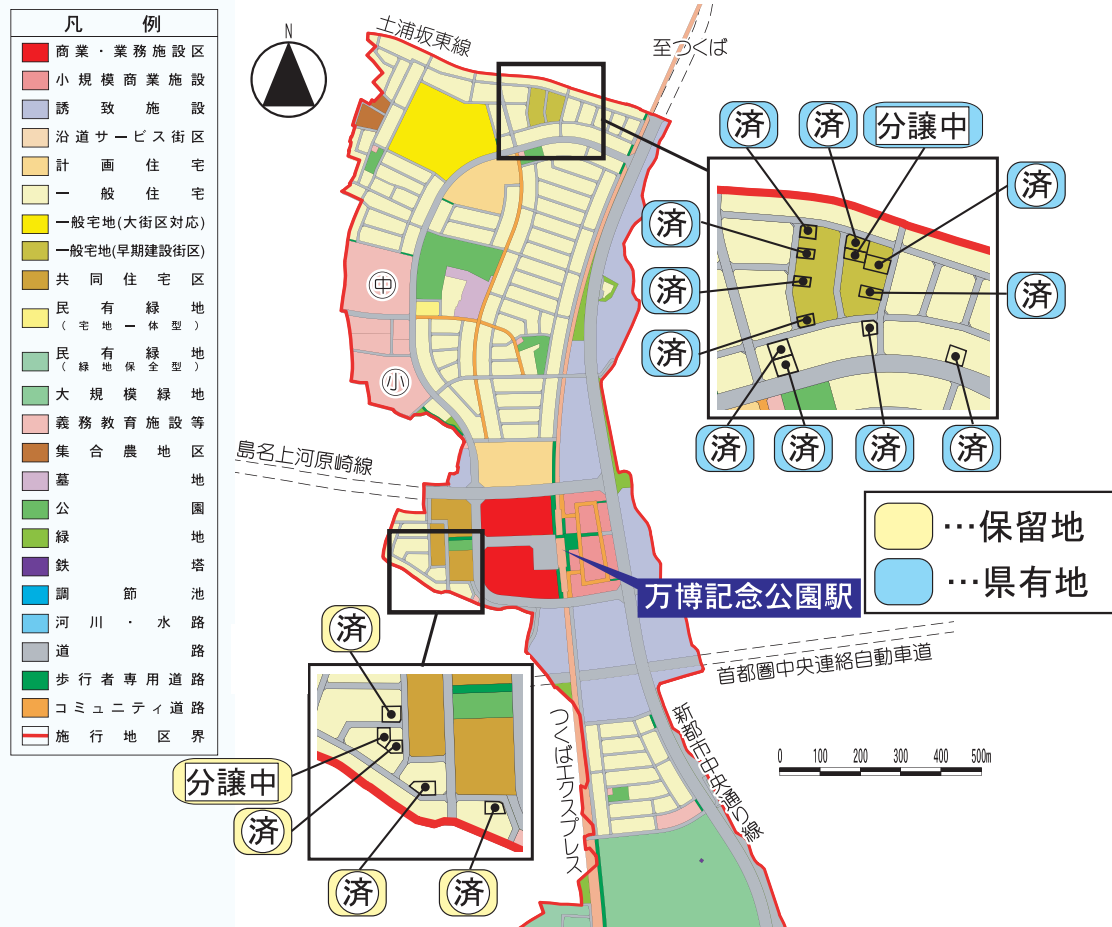 凡例
商業・業務施設区
小規模商業施設
誘致施設
沿道サービス街区
計画住宅
一般住宅
一般宅地(大街区対応)
一般宅地(早期建設街区)
共同住宅区
民有緑地
(宅地一体型)
民有緑地
(緑地保全型)
大規模緑地
義務教育施設等
集合農地区
墓地
公園
緑地
鉄塔
調節池
河川・水路
道路
歩行者専用道路
コミュニティ道路
施行地区界
N
土浦坂東線
至つくば
済
済
分譲中
済
済
済
済
済
済
済
済
済
中
小
島名上河原崎線
…保留地
…県有地
万博記念公園駅
首都圏中央連絡自動車道
新都市中央通り線
つくばエクスプレス
済
分譲中
済
済
済
0 100 200 300 400 500m